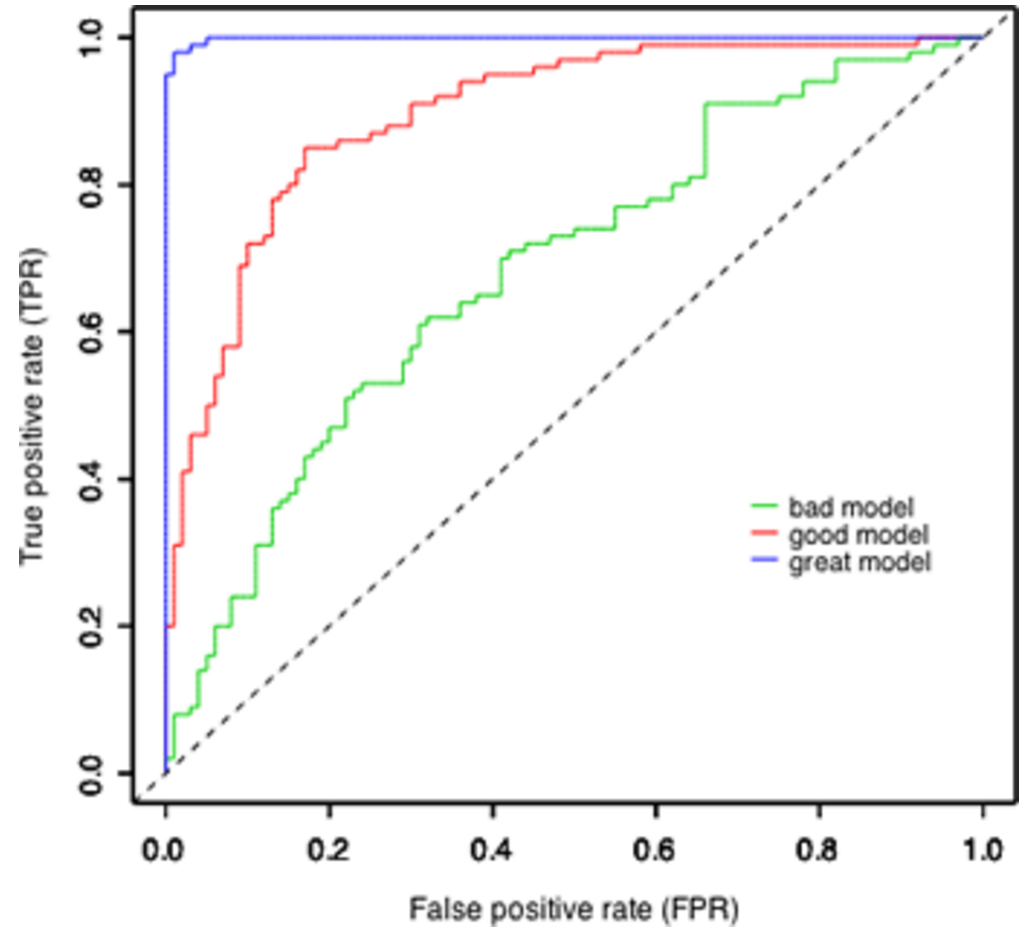 True positive rate (TPR)
1.0
0.8
0.6
0.4
0.2
0.0
bad model
good model
great model
0.0 0.2 0.4 0.6 0.8 1.0
False positive rate (FPR)